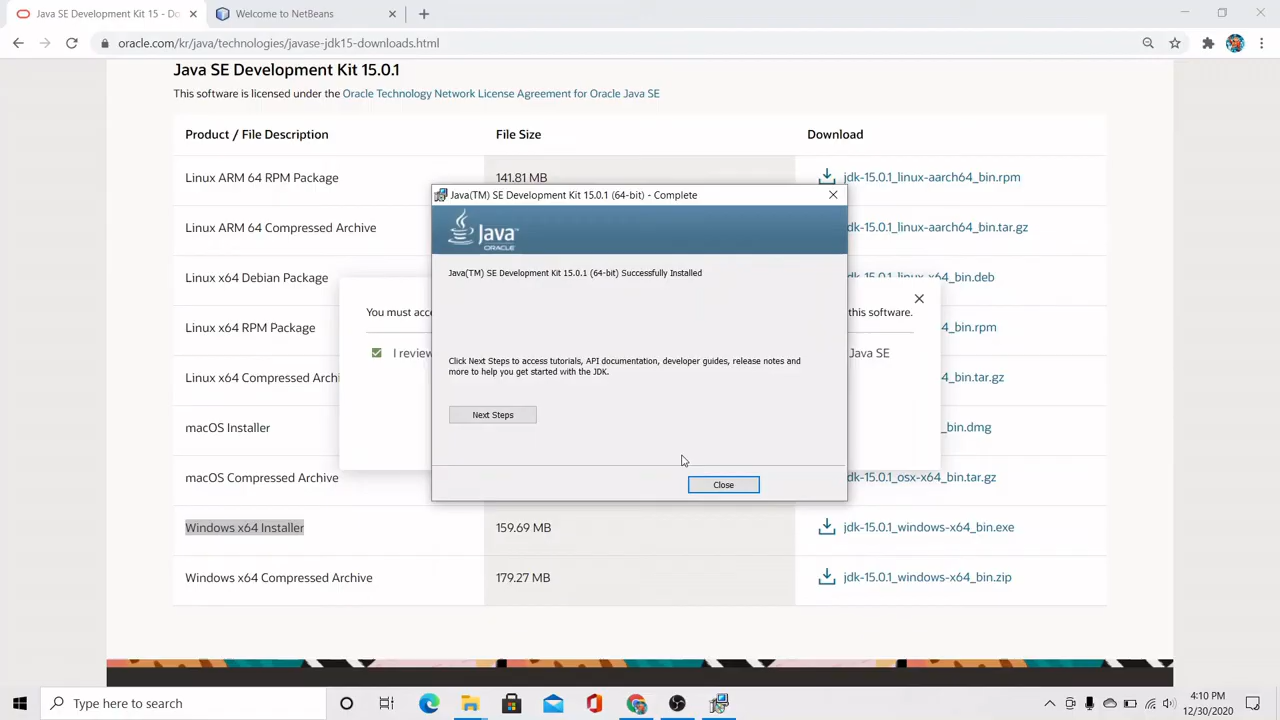 Java SE Development Kit 15 - Do
Welcome to NetBeans
oracle.com/kr/java/technologies/javase-jdk15-downloads.html
Java SE Development Kit 15.0.1
This software is licensed under the Oracle Technology Network License Agreement for Oracle Java SE
Product / File Description File Size Download
Linux ARM 64 RPM Package 141.81 MB jdk-15.0.1_linux-aarch64_bin.rpm
Java(TM) SE Development Kit 15.0.1 (64-bit) - Complete
Linux ARM 64 Compressed Archive jdk-15.0.1_linux-aarch64_bin.tar.gz
Java
ORACLE
Java(TM) SE Development Kit 15.0.1 (64-bit) Successfully Installed
Linux x64 Debian Package x64_bin.deb
You must acce this software.
Linux x64 RPM Package 4_bin.rpm
I review Java SE
Click Next Steps to access tutorials, API documentation, developer guides, release notes and
more to help you get started with the JDK.
Linux x64 Compressed Archi 4_bin.tar.gz
Next Steps
macOS Installer _bin.dmg
macOS Compressed Archive jdk-15.0.1_osx-x64_bin.tar.gz
Close
Windows x64 Installer 159.69 MB jdk-15.0.1_windows-x64_bin.exe
Windows x64 Compressed Archive 179.27 MB jdk-15.0.1_windows-x64_bin.zip
Type here to search
4:10 PM
12/30/2020